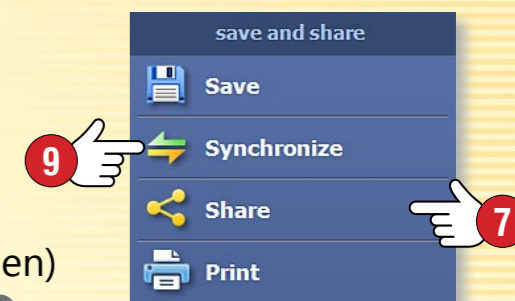 save and share
Save
9
Synchronize
Share
7
en)
Print